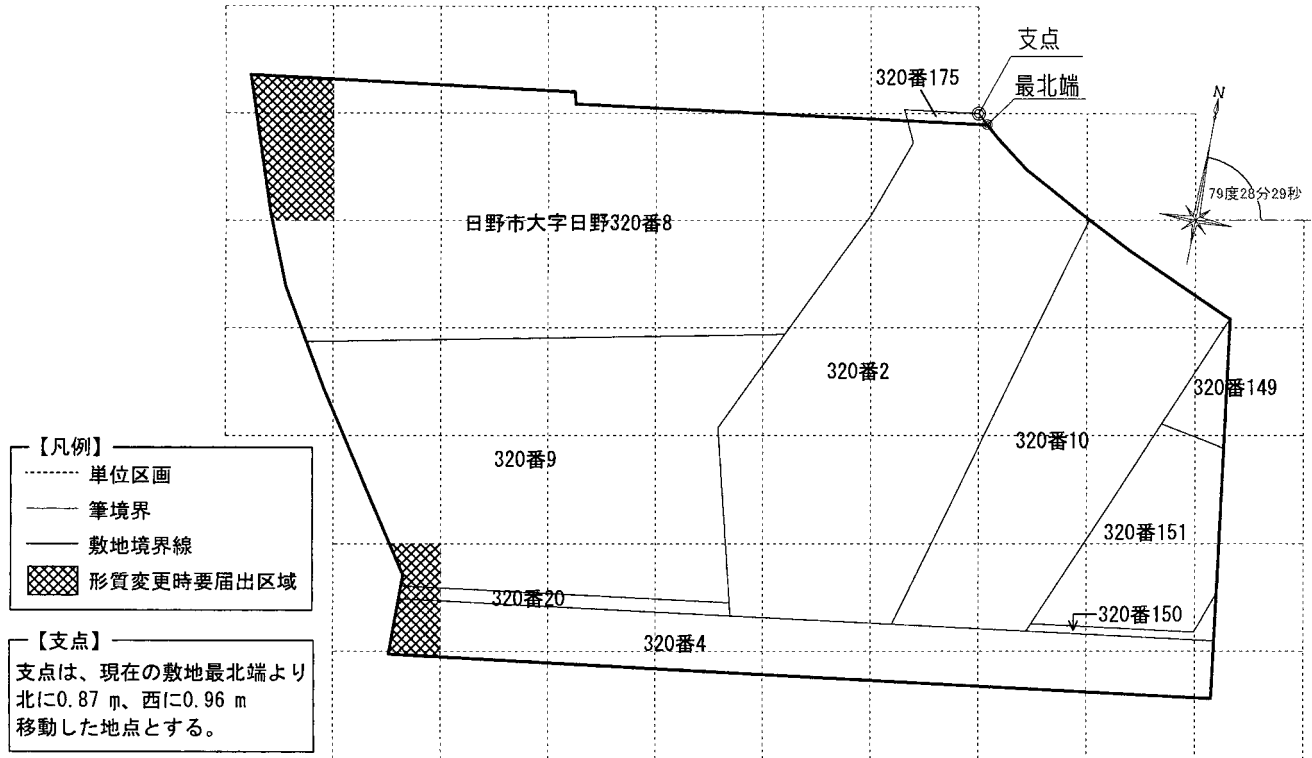 支点
320番175
最北端
N
79度28分29秒
日野市大字日野320番8
320番2
320番149
320番10
320番9
320番151
320番20
320番150
320番4
【凡例】
単位区画
筆境界
敷地境界線
形質変更時要届出区域
【支点】
支点は、現在の敷地最北端より
北に0.87 m、西に0.96 m
移動した地点とする。